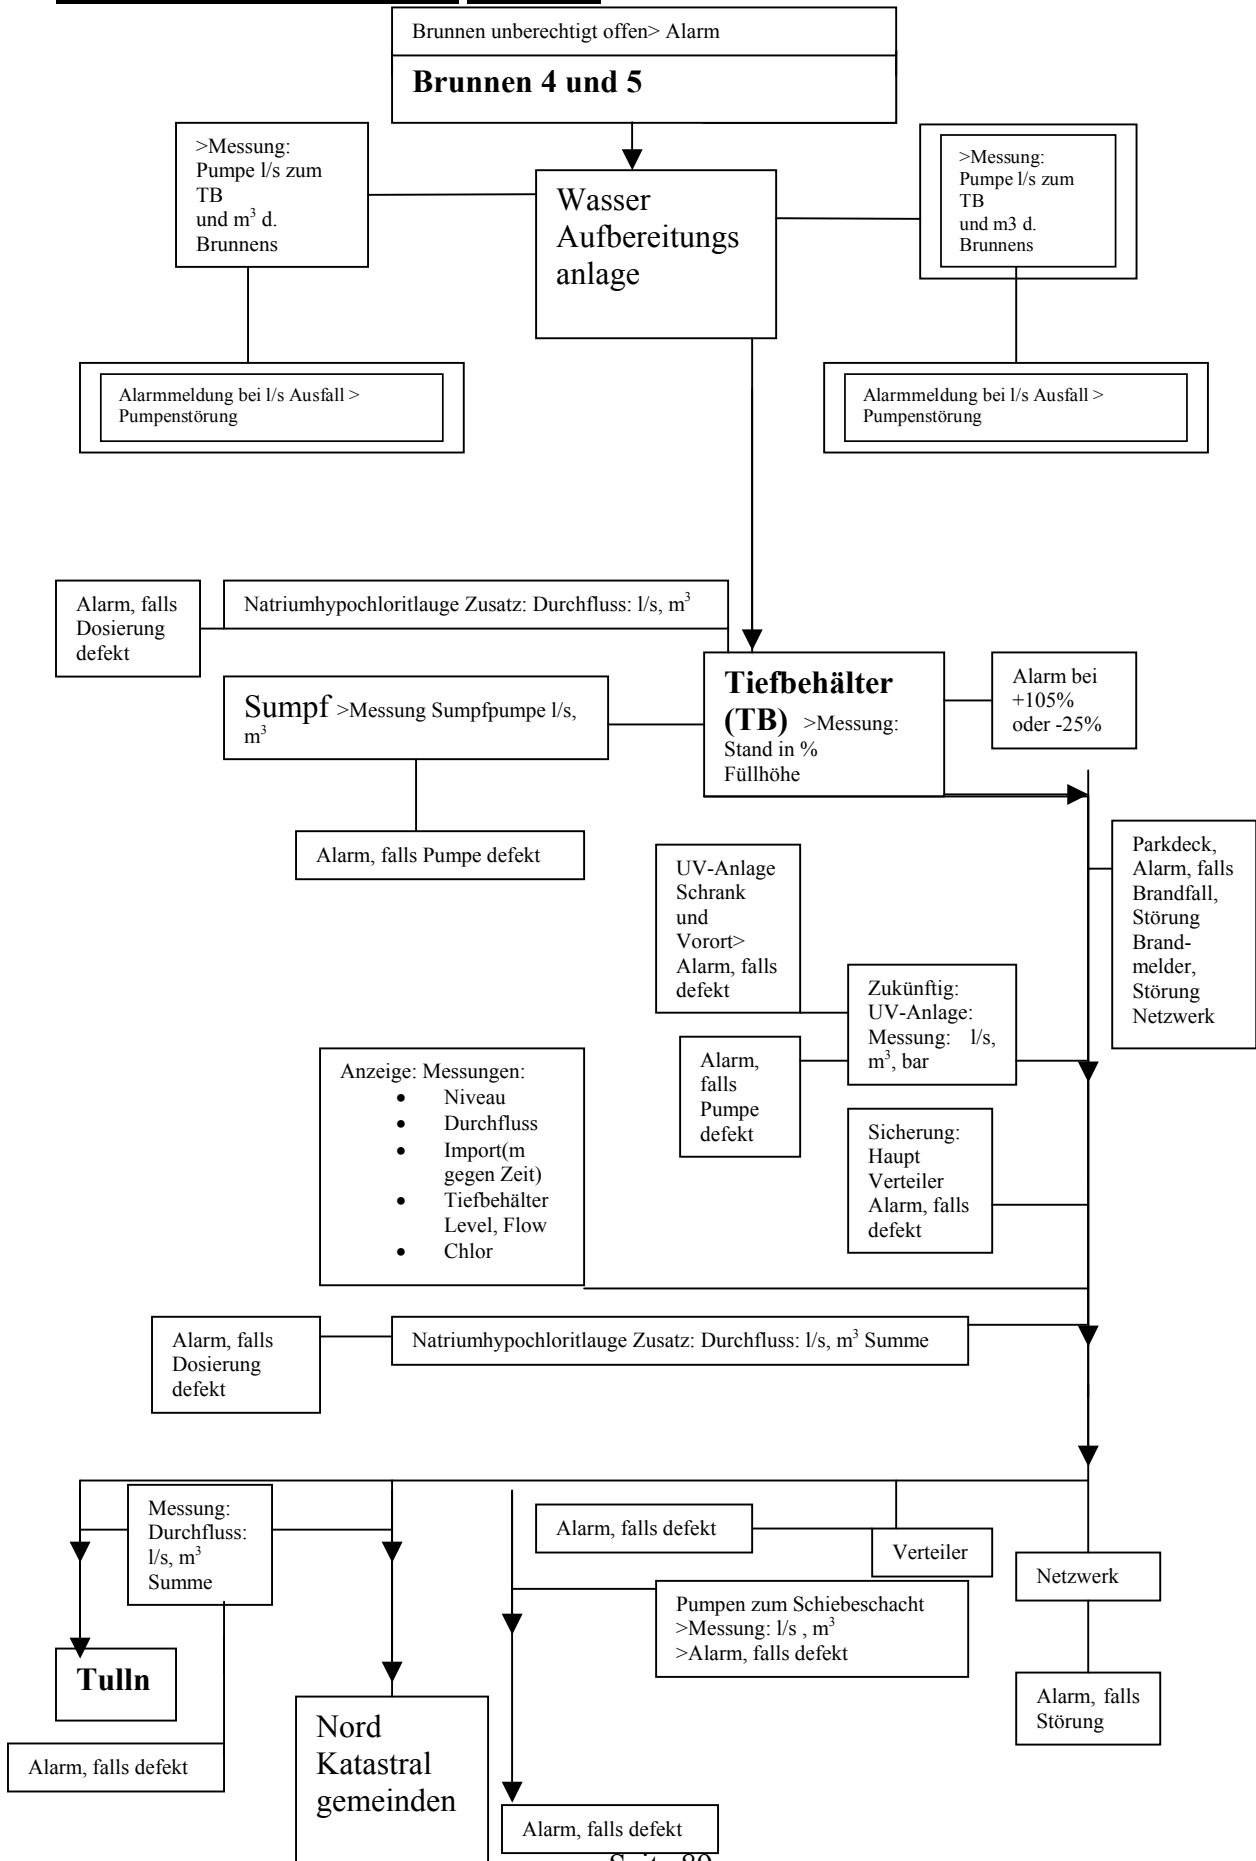 Brunnen unberechtigt offen> Alarm
Brunnen 4 und 5
>Messung:
Pumpe l/s zum
TB
und m³ d.
Brunnens
Wasser
Aufbereitungs
anlage
>Messung:
Pumpe l/s zum
TB
und m3 d.
Brunnens
Alarmmeldung bei l/s Ausfall >
Pumpenstörung
Alarmmeldung bei l/s Ausfall >
Pumpenstörung
Alarm, falls
Dosierung
defekt
Natriumhypochloritlauge Zusatz: Durchfluss: l/s, m³
Sumpf >Messung Sumpfpumpe l/s,
m³
Tiefbehälter
(TB) >Messung:
Stand in %
Füllhöhe
Alarm bei
+105%
oder -25%
Alarm, falls Pumpe defekt
UV-Anlage
Schrank
und
Vorort>
Alarm, falls
defekt
Parkdeck,
Alarm, falls
Brandfall,
Störung
Brand-
melder,
Störung
Netzwerk
Zukünftig:
UV-Anlage:
Messung: l/s,
m³, bar
Alarm,
falls
Pumpe
defekt
Anzeige: Messungen:
• Niveau
• Durchfluss
• Import(m
gegen Zeit)
• Tiefbehälter
Level, Flow
• Chlor
Sicherung:
Haupt
Verteiler
Alarm, falls
defekt
Alarm, falls
Dosierung
defekt
Natriumhypochloritlauge Zusatz: Durchfluss: l/s, m³ Summe
Messung:
Durchfluss:
l/s, m³
Summe
Alarm, falls defekt
Verteiler
Netzwerk
Pumpen zum Schiebeschacht
>Messung: l/s , m³
>Alarm, falls defekt
Tulln
Alarm, falls
Störung
Alarm, falls defekt
Nord
Katastral
gemeinden
Alarm, falls defekt